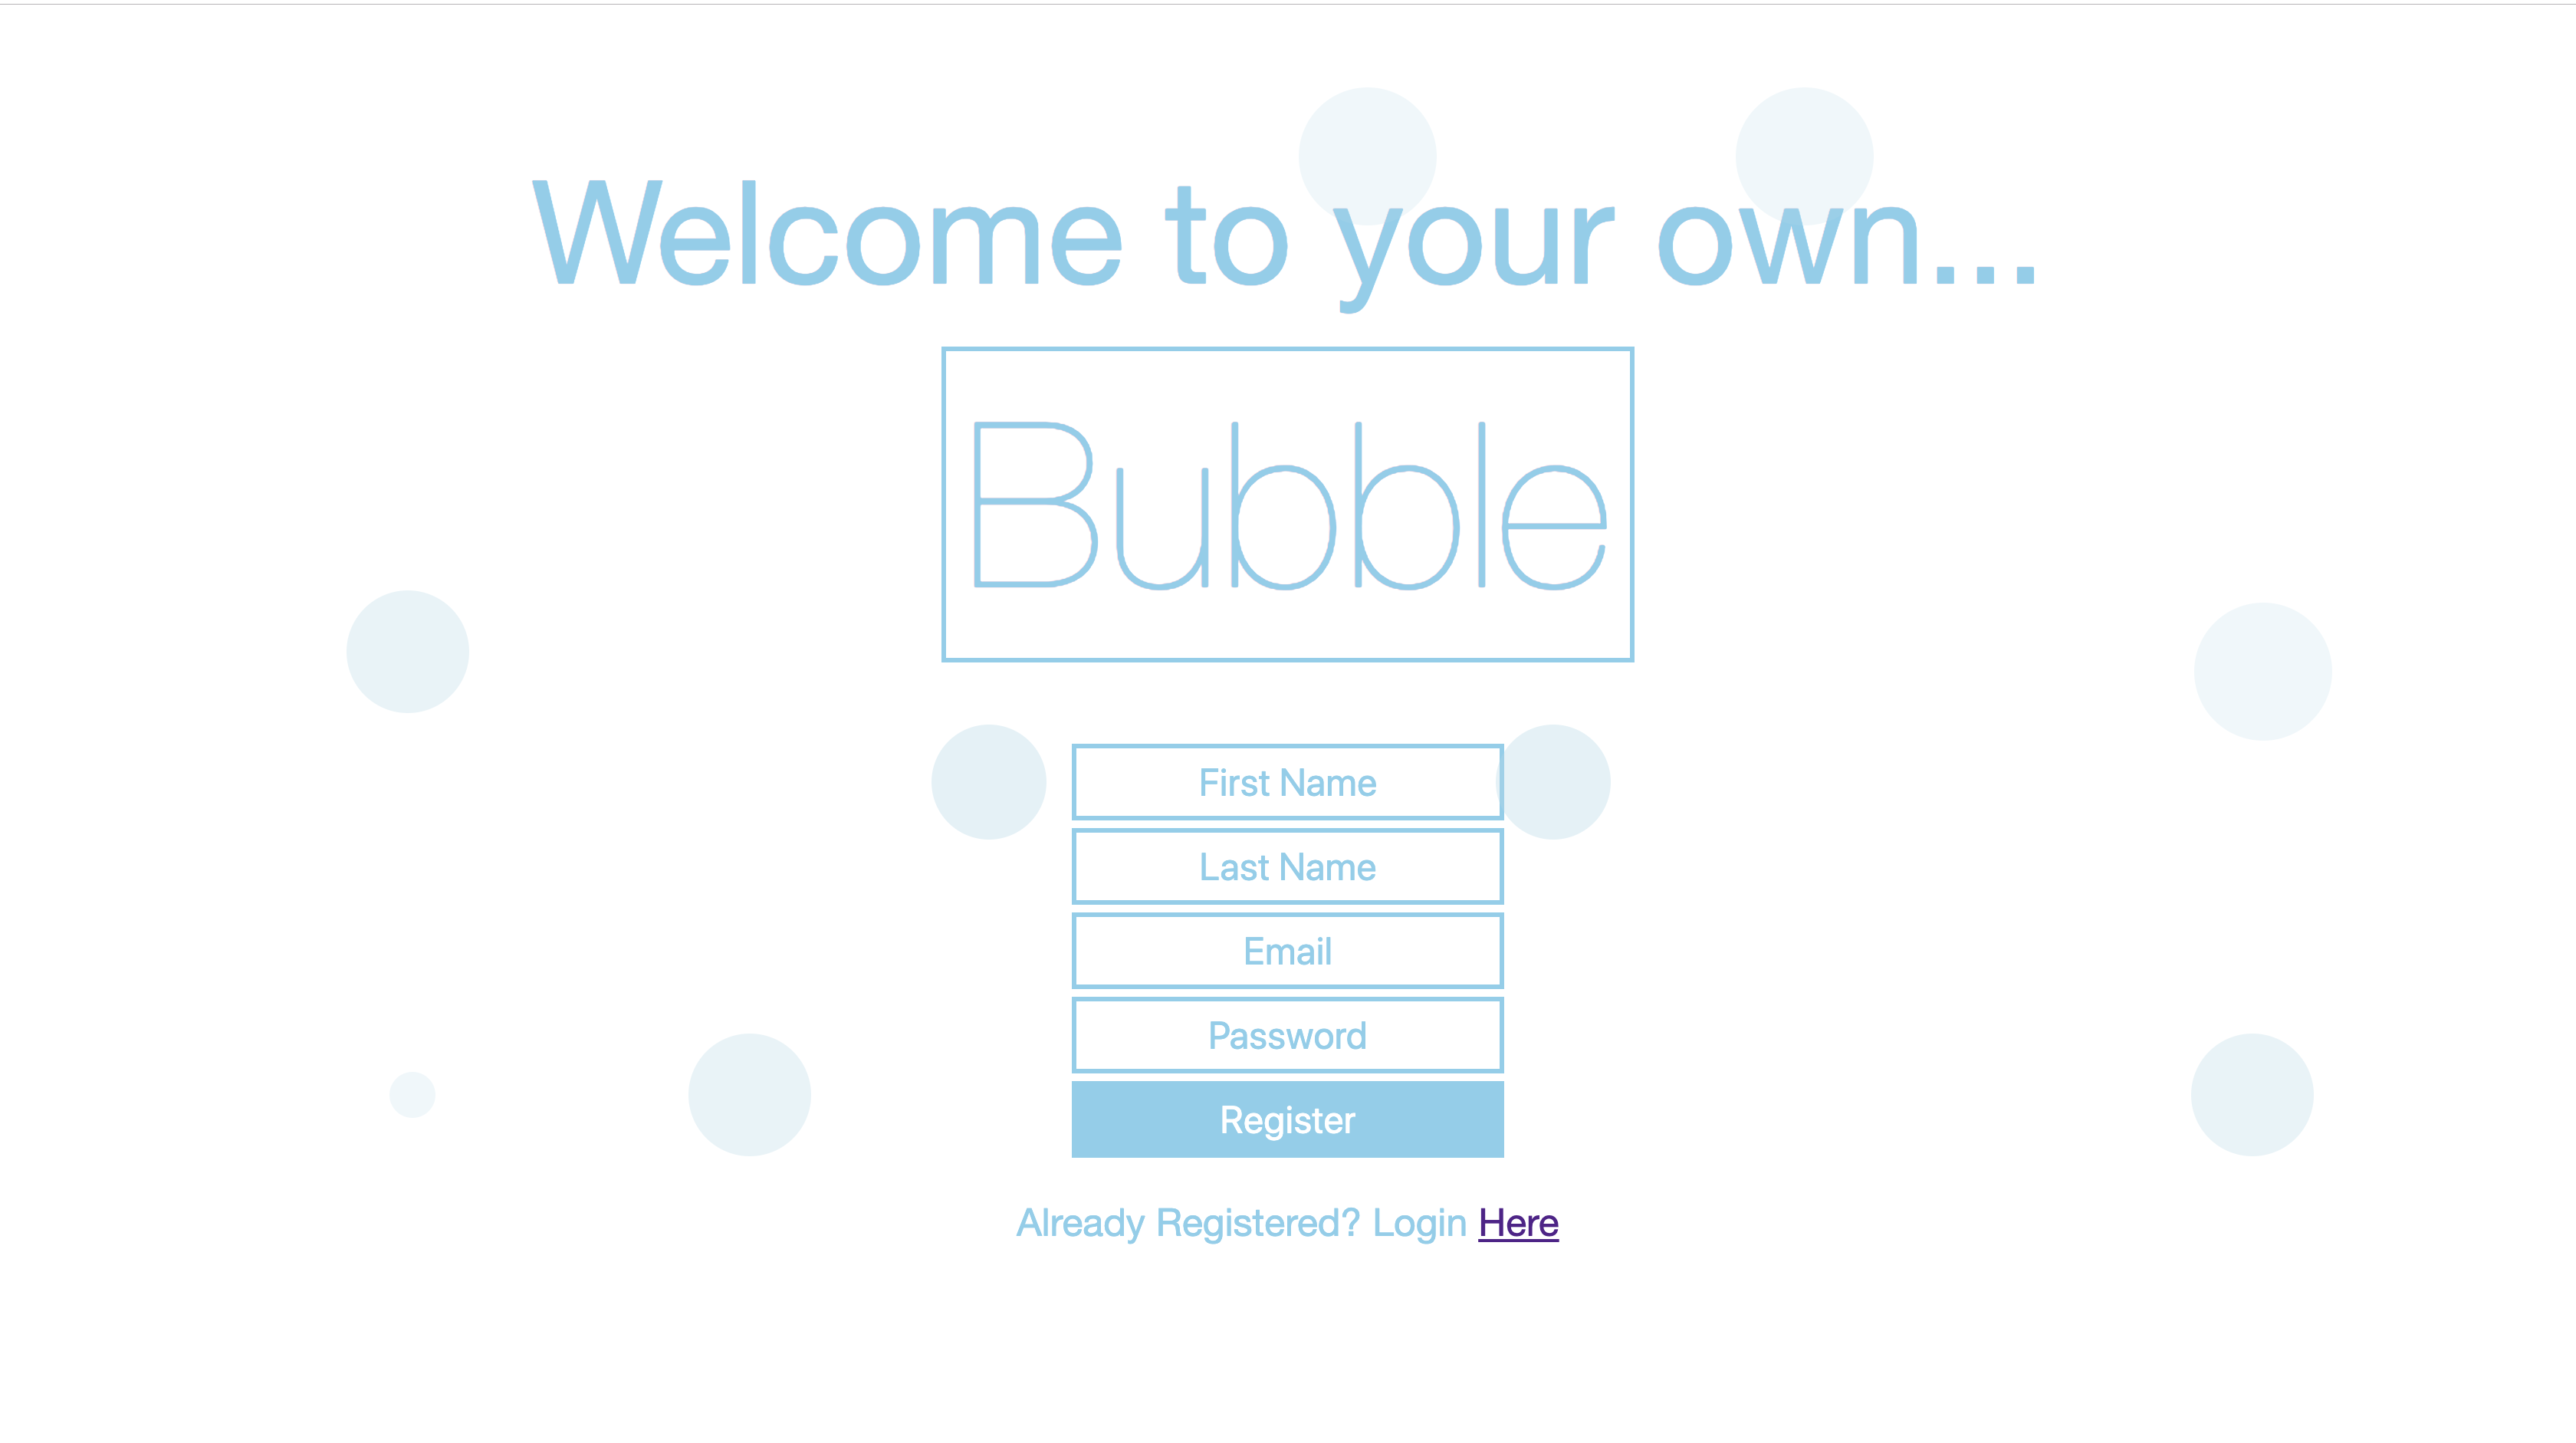 Welcome to your own...
Bubble
First Name
Last Name
Email
Password
Register
Already Registered? Login Here